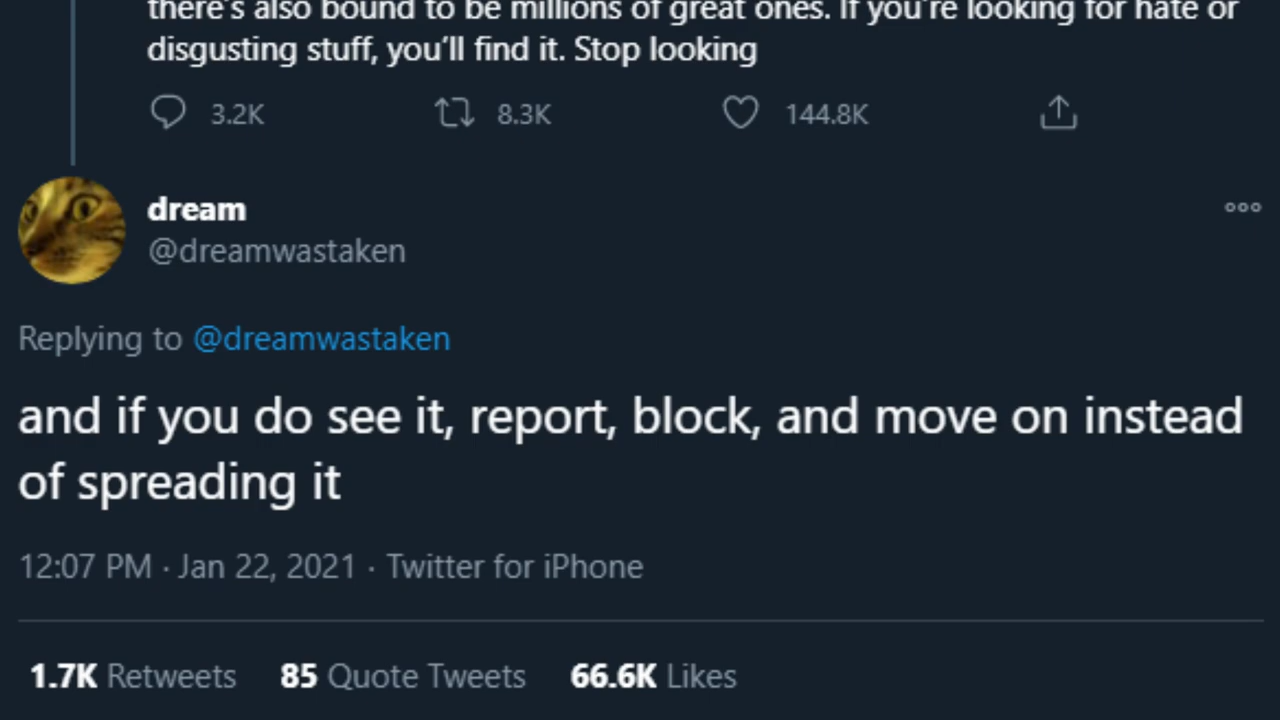 there's also bound to be millions of great ones. If you're looking for hate or
disgusting stuff, you'll find it. Stop looking
3.2K 8.3K 144.8K
dream
@dreamwastaken
Replying to @dreamwastaken
and if you do see it, report, block, and move on instead
of spreading it
12:07 PM · Jan 22, 2021 · Twitter for iPhone
1.7K Retweets 85 Quote Tweets 66.6K Likes